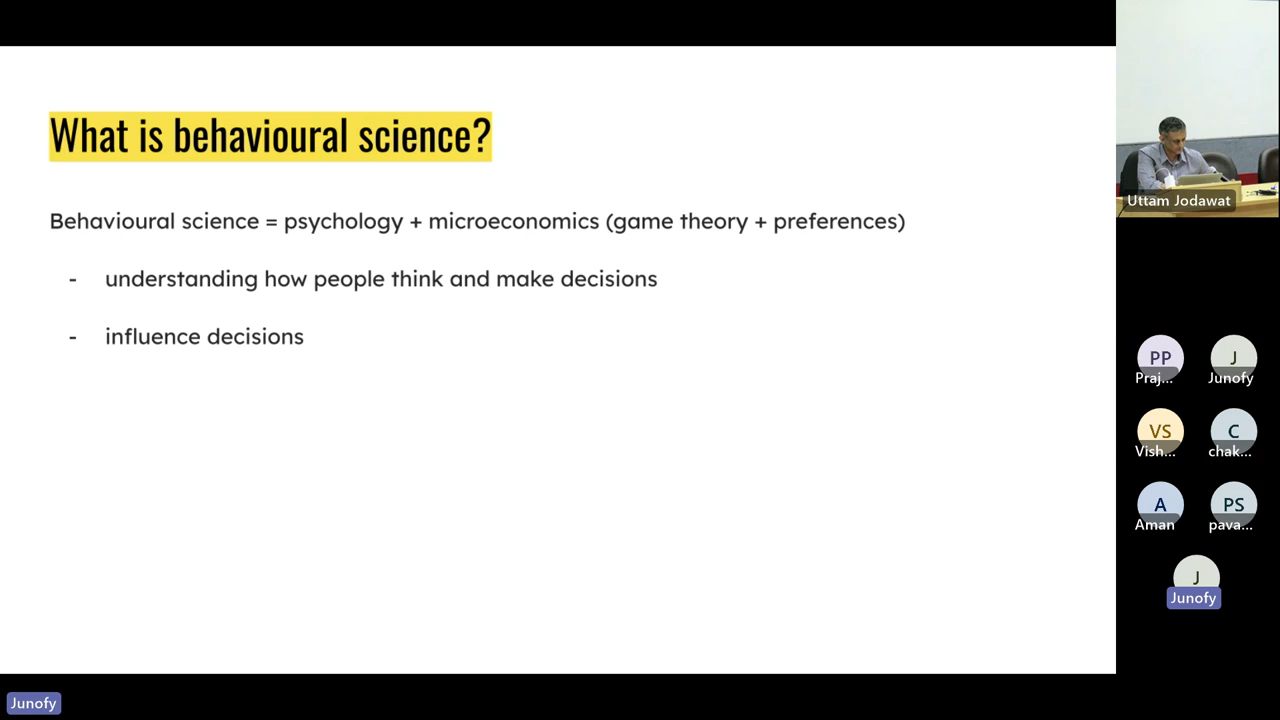 What is behavioural science?
Behavioural science = psychology + microeconomics (game theory + preferences)
- understanding how people think and make decisions
- influence decisions
Uttam Jodawat
PP
Praj...
J
Junofy
VS
Vish...
C
chak...
A
Aman
PS
pava...
J
Junofy
Junofy